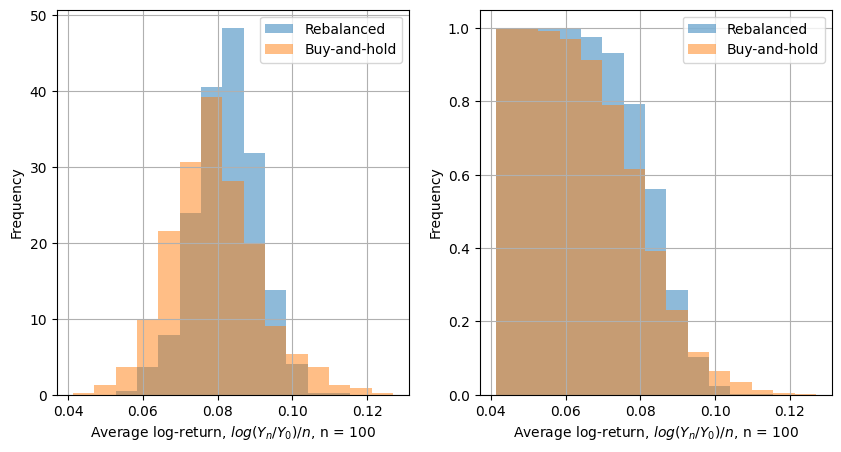 Rebalanced
Buy-and-hold
50
40
30
20
10
0
Frequency
0.04 0.06 0.08 0.10 0.12
Average log-return, log(Yₙ/Y₀)/n, n = 100
Rebalanced
Buy-and-hold
1.0
0.8
0.6
0.4
0.2
0.0
Frequency
0.04 0.06 0.08 0.10 0.12
Average log-return, log(Yₙ/Y₀)/n, n = 100